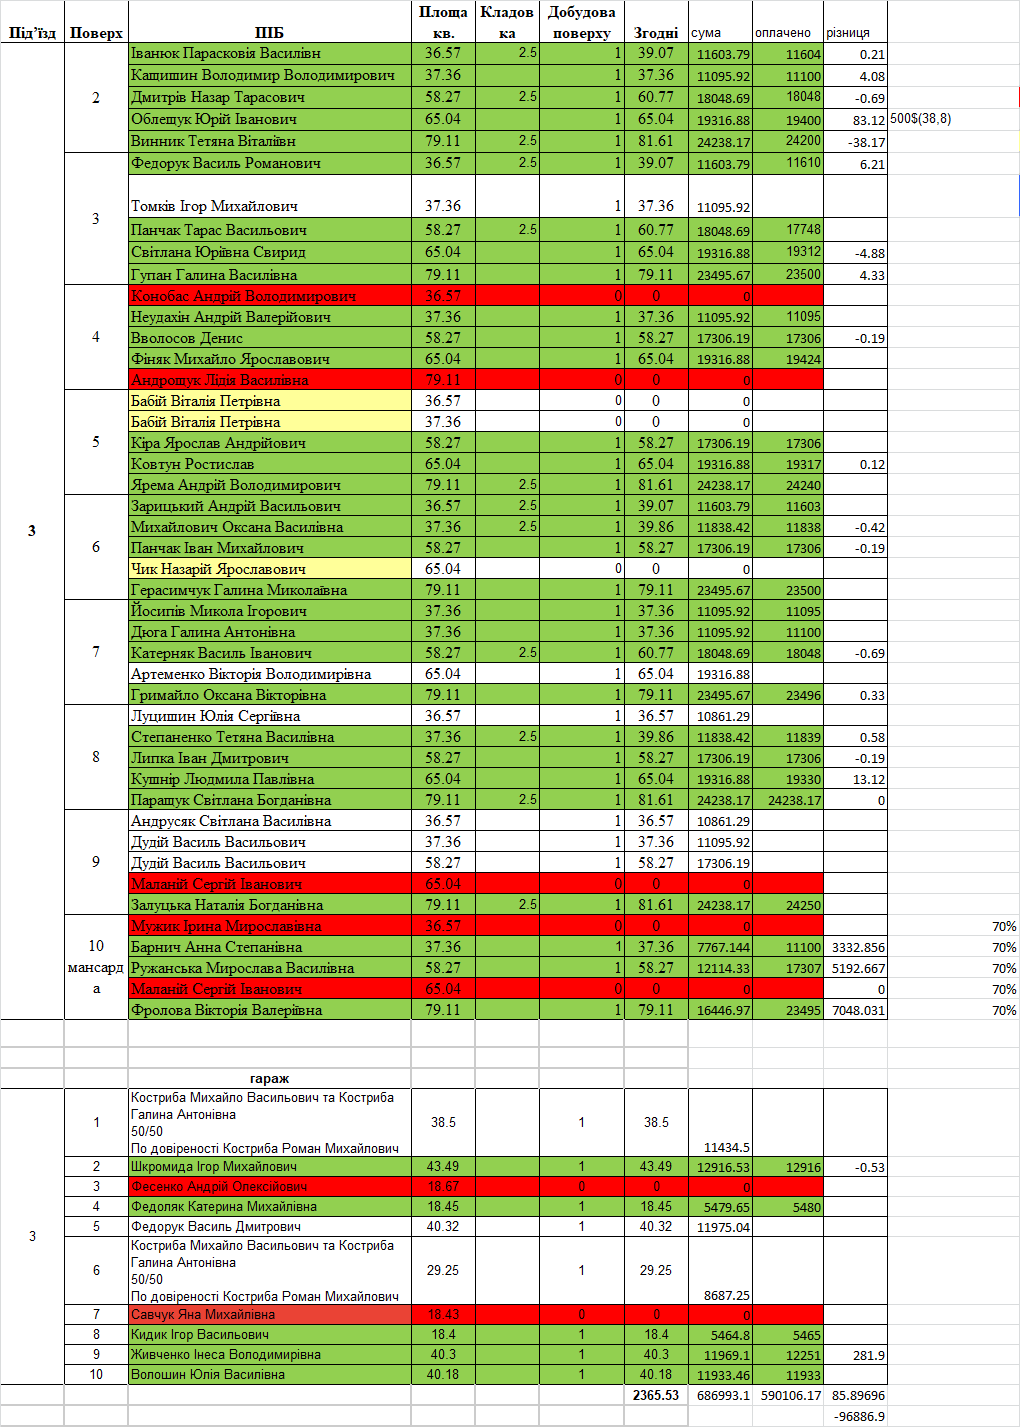 Під’їзд Поверх ПІБ Площа кв. Кладов ка Добудова поверху Згодні сума оплачено різниця
3
2
Іванюк Парасковія Василівн 36.57 2.5 1 39.07 11603.79 11604 0.21
Кащишин Володимир Володимирович 37.36 1 37.36 11095.92 11100 4.08
Дмитрів Назар Тарасович 58.27 2.5 1 60.77 18048.69 18048 -0.69
Облещук Юрій Іванович 65.04 1 65.04 19316.88 19400 83.12 500$(38,8)
Винник Тетяна Віталіївн 79.11 2.5 1 81.61 24238.17 24200 -38.17
3
Федорук Василь Романович 36.57 2.5 1 39.07 11603.79 11610 6.21
Томків Ігор Михайлович 37.36 1 37.36 11095.92
Панчак Тарас Васильович 58.27 2.5 1 60.77 18048.69 17748
Світлана Юріївна Свирид 65.04 1 65.04 19316.88 19312 -4.88
Гупан Галина Василівна 79.11 1 79.11 23495.67 23500 4.33
4
Конобас Андрій Володимирович 36.57 0 0 0
Неудахін Андрій Валерійович 37.36 1 37.36 11095.92 11095
Вволосов Денис 58.27 1 58.27 17306.19 17306 -0.19
Фіняк Михайло Ярославович 65.04 1 65.04 19316.88 19424
Андрощук Лідія Василівна 79.11 0 0 0
5
Бабій Віталія Петрівна 36.57 0 0 0
Бабій Віталія Петрівна 37.36 0 0 0
Кіра Ярослав Андрійович 58.27 1 58.27 17306.19 17306
Ковтун Ростислав 65.04 1 65.04 19316.88 19317 0.12
Ярема Андрій Володимирович 79.11 2.5 1 81.61 24238.17 24240
6
Зарицький Андрій Васильович 36.57 2.5 1 39.07 11603.79 11603
Михайлович Оксана Василівна 37.36 2.5 1 39.86 11838.42 11838 -0.42
Панчак Іван Михайлович 58.27 1 58.27 17306.19 17306 -0.19
Чик Назарій Ярославович 65.04 0 0 0
Герасимчук Галина Миколаївна 79.11 1 79.11 23495.67 23500
7
Йосипів Микола Ігорович 37.36 1 37.36 11095.92 11095
Дюга Галина Антонівна 37.36 1 37.36 11095.92 11100
Катерняк Василь Іванович 58.27 2.5 1 60.77 18048.69 18048 -0.69
Артеменко Вікторія Володимирівна 65.04 1 65.04 19316.88
Гримайло Оксана Вікторівна 79.11 1 79.11 23495.67 23496 0.33
8
Луцишин Юлія Сергіївна 36.57 1 36.57 10861.29
Степаненко Тетяна Василівна 37.36 2.5 1 39.86 11838.42 11839 0.58
Липка Іван Дмитрович 58.27 1 58.27 17306.19 17306 -0.19
Кушнір Людмила Павлівна 65.04 1 65.04 19316.88 19330 13.12
Паращук Світлана Богданівна 79.11 2.5 1 81.61 24238.17 24238.17 0
9
Андрусяк Світлана Василівна 36.57 1 36.57 10861.29
Дудій Василь Васильович 37.36 1 37.36 11095.92
Дудій Василь Васильович 58.27 1 58.27 17306.19
Маланій Сергій Іванович 65.04 0 0 0
Залуцька Наталія Богданівна 79.11 2.5 1 81.61 24238.17 24250
10 мансард а
Мужик Ірина Мирославівна 36.57 0 0 0 70%
Барнич Анна Степанівна 37.36 1 37.36 7767.144 11100 3332.856 70%
Ружанська Мирослава Василівна 58.27 1 58.27 12114.33 17307 5192.667 70%
Маланій Сергій Іванович 65.04 0 0 0 0 70%
Фролова Вікторія Валеріївна 79.11 1 79.11 16446.97 23495 7048.031 70%
гараж
3
1
Костриба Михайло Васильович та Костриба
Галина Антонівна
50/50
По довіреності Костриба Роман Михайлович 38.5 1 38.5 11434.5
2 Шкромида Ігор Михайлович 43.49 1 43.49 12916.53 12916 -0.53
3 Фесенко Андрій Олексійович 18.67 0 0 0
4 Федоляк Катерина Михайлівна 18.45 1 18.45 5479.65 5480
5 Федорук Василь Дмитрович 40.32 1 40.32 11975.04
6
Костриба Михайло Васильович та Костриба
Галина Антонівна
50/50
По довіреності Костриба Роман Михайлович 29.25 1 29.25 8687.25
7 Савчук Яна Михайлівна 18.43 0 0 0
8 Кидик Ігор Васильович 18.4 1 18.4 5464.8 5465
9 Живченко Інеса Володимирівна 40.3 1 40.3 11969.1 12251 281.9
10 Волошин Юлія Василівна 40.18 1 40.18 11933.46 11933
2365.53 686993.1 590106.17 85.89696
-96886.9